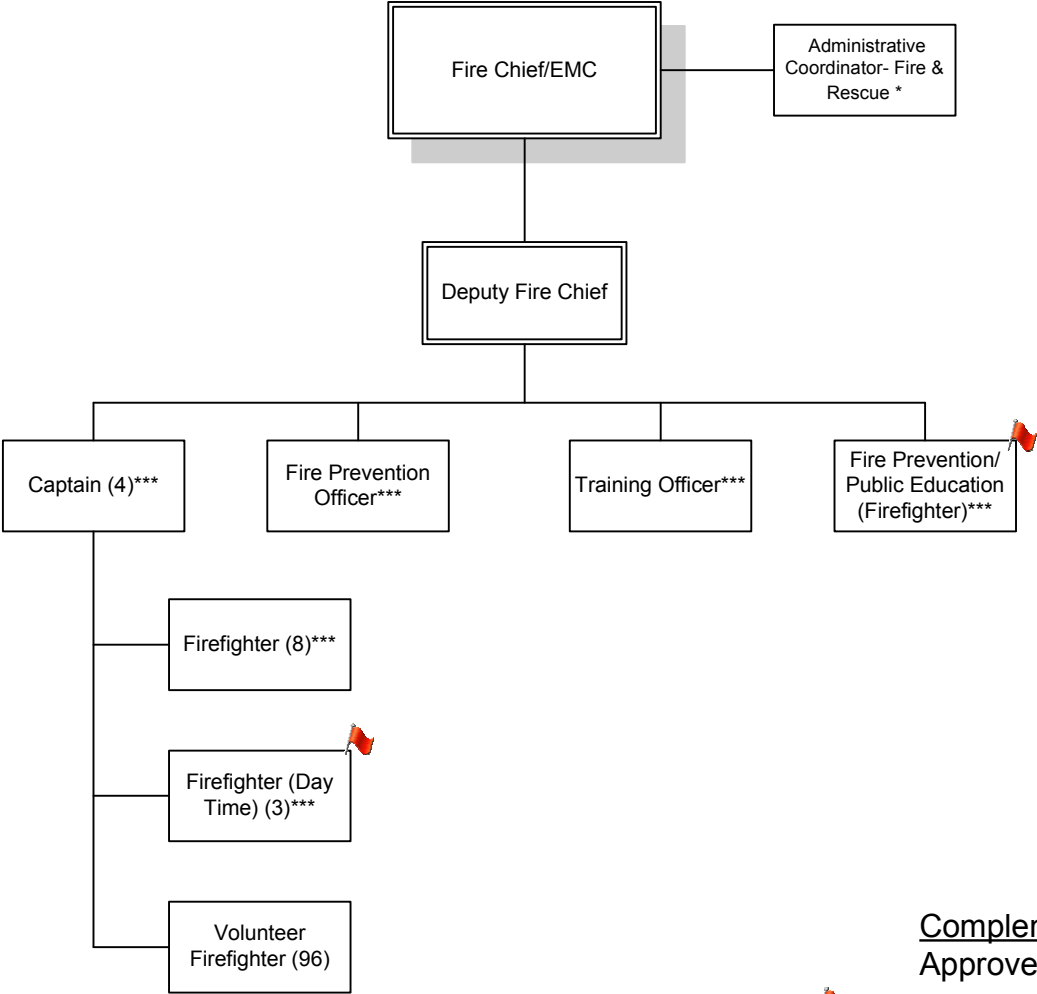 Fire Chief/EMC
Administrative
Coordinator- Fire &
Rescue *
Deputy Fire Chief
Captain (4)***
Fire Prevention
Officer***
Training Officer***
Fire Prevention/
Public Education
(Firefighter)***
Firefighter (8)***
Firefighter (Day
Time) (3)***
Volunteer
Firefighter (96)